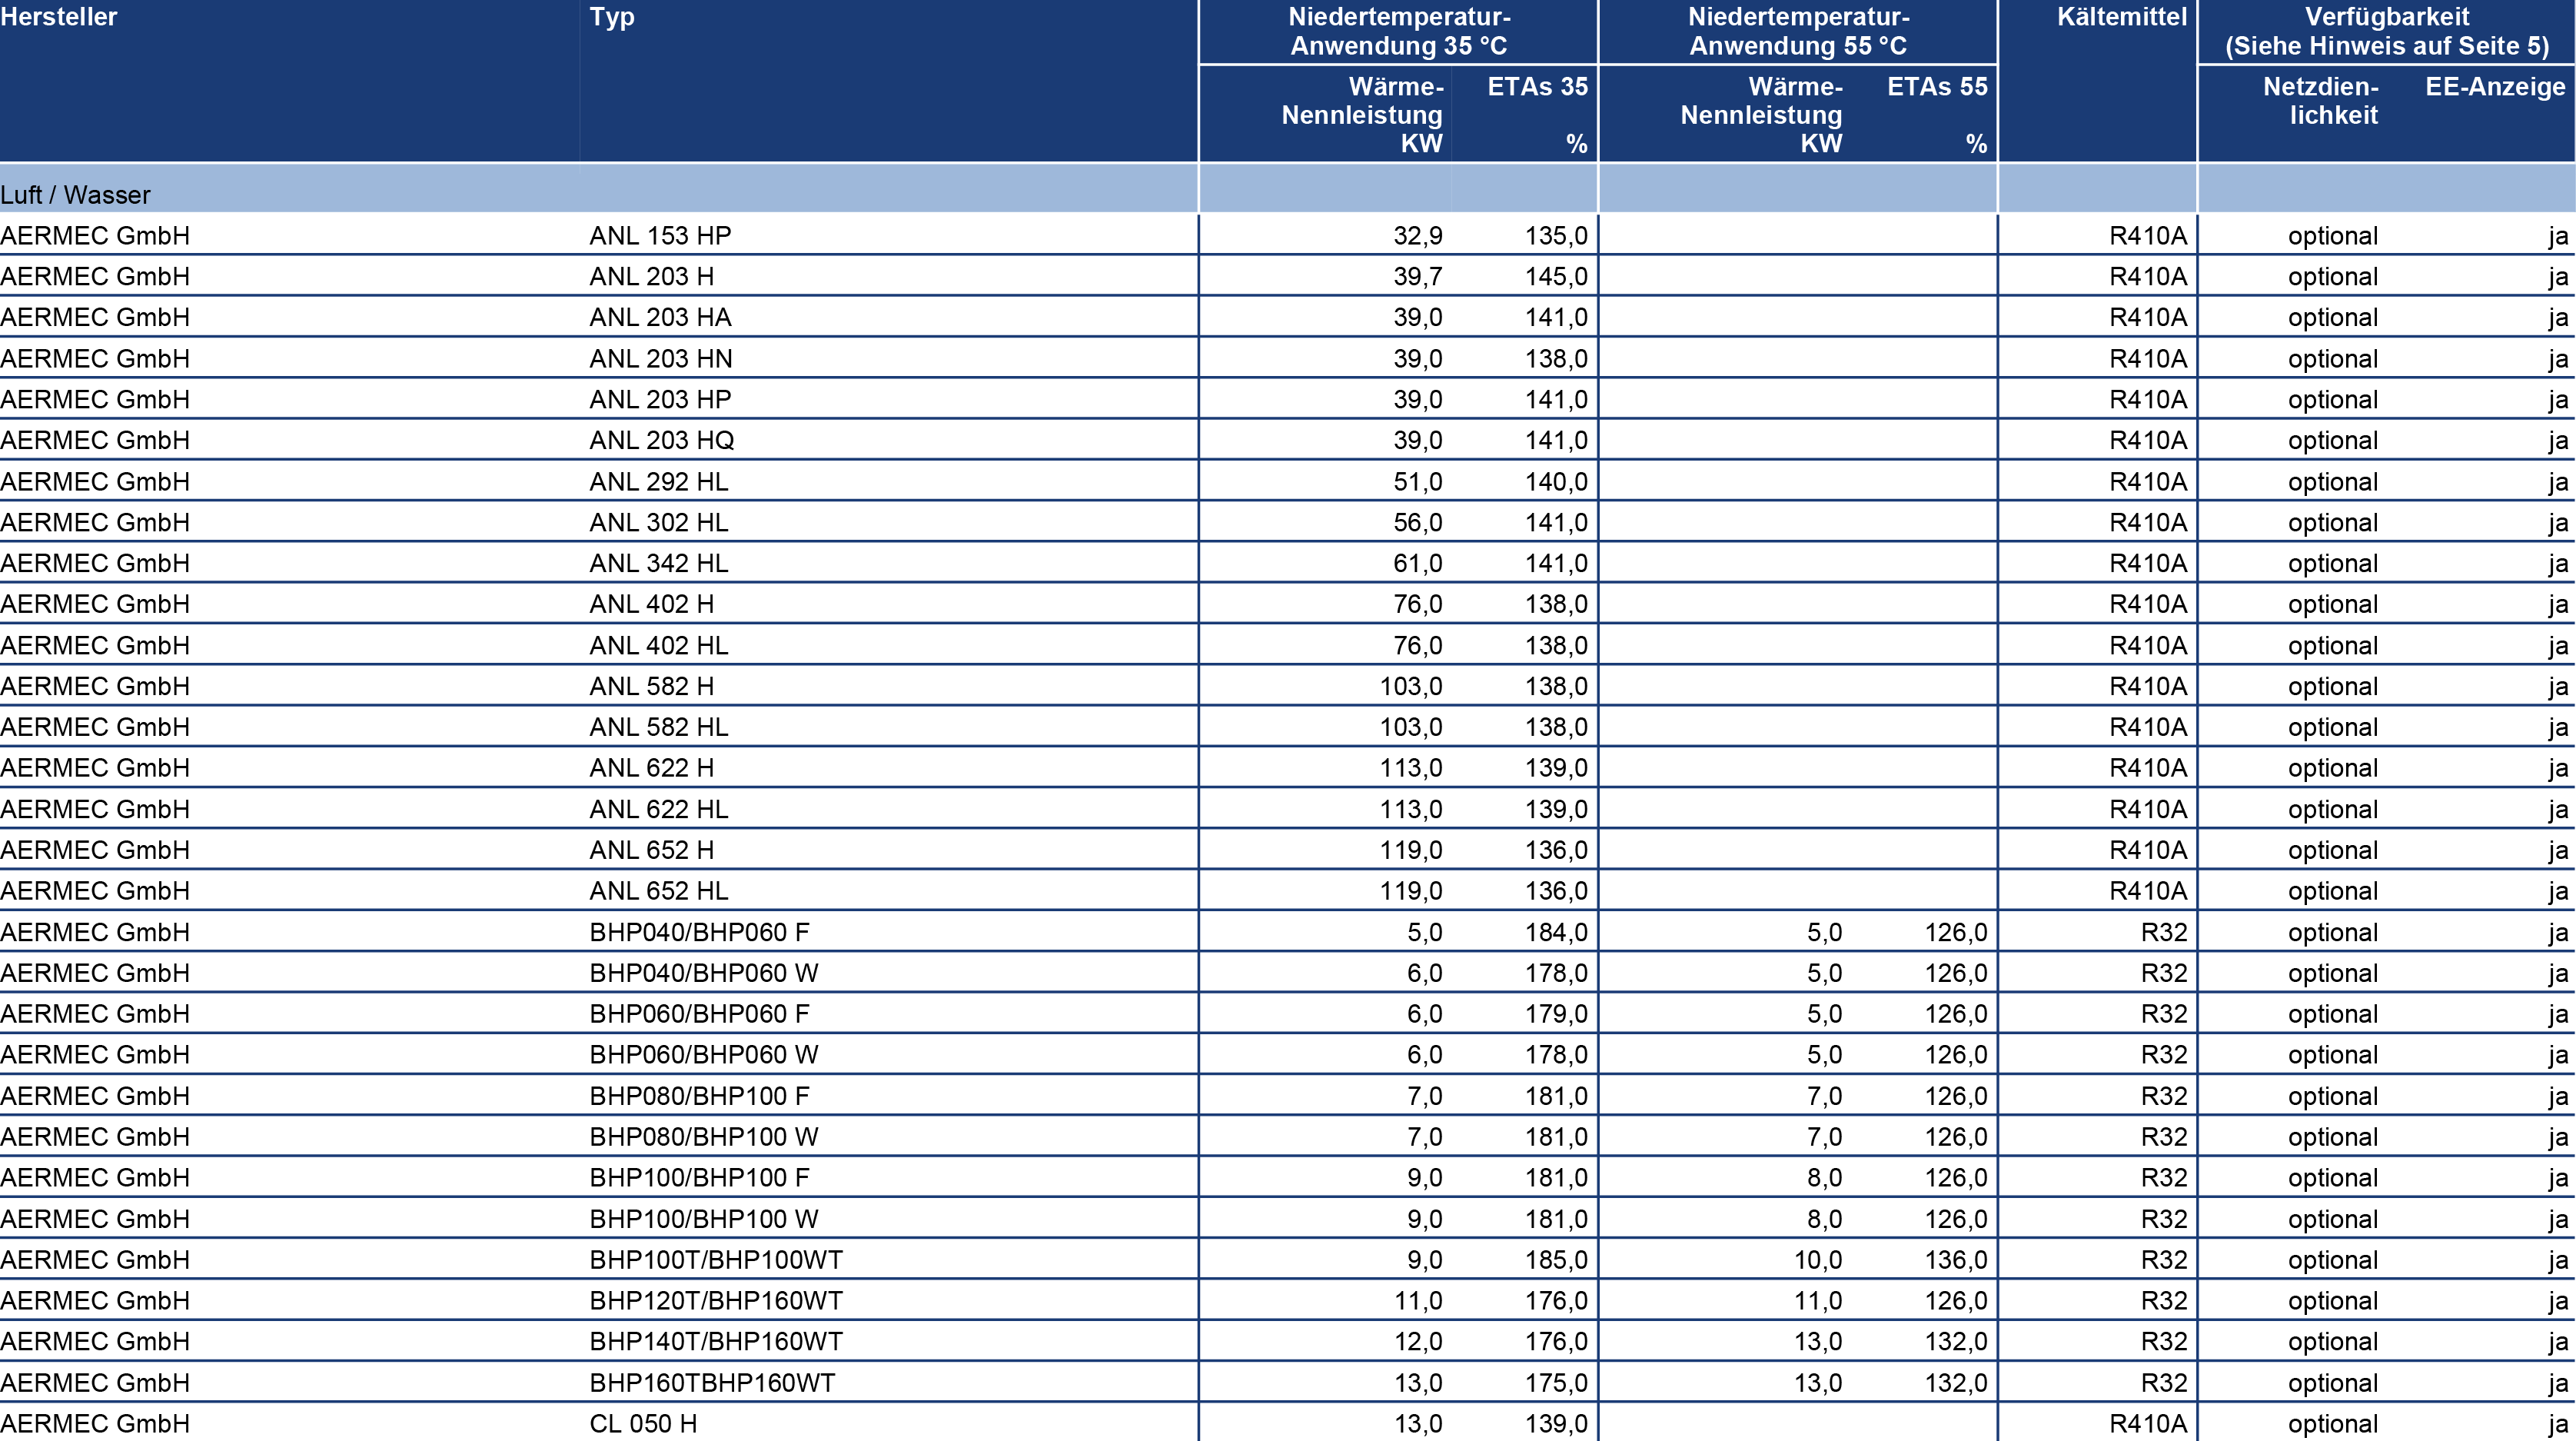 Hersteller Typ Niedertemperatur- Niedertemperatur- Kältemittel Verfügbarkeit
Anwendung 35 °C Anwendung 55 °C (Siehe Hinweis auf Seite 5)
Wärme- ETAs 35 Wärme- ETAs 55 Netzdien- EE-Anzeige
Nennleistung Nennleistung lichkeit
KW % KW %
Luft / Wasser
AERMEC GmbH ANL 153 HP 32,9 135,0 R410A optional ja
AERMEC GmbH ANL 203 H 39,7 145,0 R410A optional ja
AERMEC GmbH ANL 203 HA 39,0 141,0 R410A optional ja
AERMEC GmbH ANL 203 HN 39,0 138,0 R410A optional ja
AERMEC GmbH ANL 203 HP 39,0 141,0 R410A optional ja
AERMEC GmbH ANL 203 HQ 39,0 141,0 R410A optional ja
AERMEC GmbH ANL 292 HL 51,0 140,0 R410A optional ja
AERMEC GmbH ANL 302 HL 56,0 141,0 R410A optional ja
AERMEC GmbH ANL 342 HL 61,0 141,0 R410A optional ja
AERMEC GmbH ANL 402 H 76,0 138,0 R410A optional ja
AERMEC GmbH ANL 402 HL 76,0 138,0 R410A optional ja
AERMEC GmbH ANL 582 H 103,0 138,0 R410A optional ja
AERMEC GmbH ANL 582 HL 103,0 138,0 R410A optional ja
AERMEC GmbH ANL 622 H 113,0 139,0 R410A optional ja
AERMEC GmbH ANL 622 HL 113,0 139,0 R410A optional ja
AERMEC GmbH ANL 652 H 119,0 136,0 R410A optional ja
AERMEC GmbH ANL 652 HL 119,0 136,0 R410A optional ja
AERMEC GmbH BHP040/BHP060 F 5,0 184,0 5,0 126,0 R32 optional ja
AERMEC GmbH BHP040/BHP060 W 6,0 178,0 5,0 126,0 R32 optional ja
AERMEC GmbH BHP060/BHP060 F 6,0 179,0 5,0 126,0 R32 optional ja
AERMEC GmbH BHP060/BHP060 W 6,0 178,0 5,0 126,0 R32 optional ja
AERMEC GmbH BHP080/BHP100 F 7,0 181,0 7,0 126,0 R32 optional ja
AERMEC GmbH BHP080/BHP100 W 7,0 181,0 7,0 126,0 R32 optional ja
AERMEC GmbH BHP100/BHP100 F 9,0 181,0 8,0 126,0 R32 optional ja
AERMEC GmbH BHP100/BHP100 W 9,0 181,0 8,0 126,0 R32 optional ja
AERMEC GmbH BHP100T/BHP100WT 9,0 185,0 10,0 136,0 R32 optional ja
AERMEC GmbH BHP120T/BHP160WT 11,0 176,0 11,0 126,0 R32 optional ja
AERMEC GmbH BHP140T/BHP160WT 12,0 176,0 13,0 132,0 R32 optional ja
AERMEC GmbH BHP160TBHP160WT 13,0 175,0 13,0 132,0 R32 optional ja
AERMEC GmbH CL 050 H 13,0 139,0 R410A optional ja